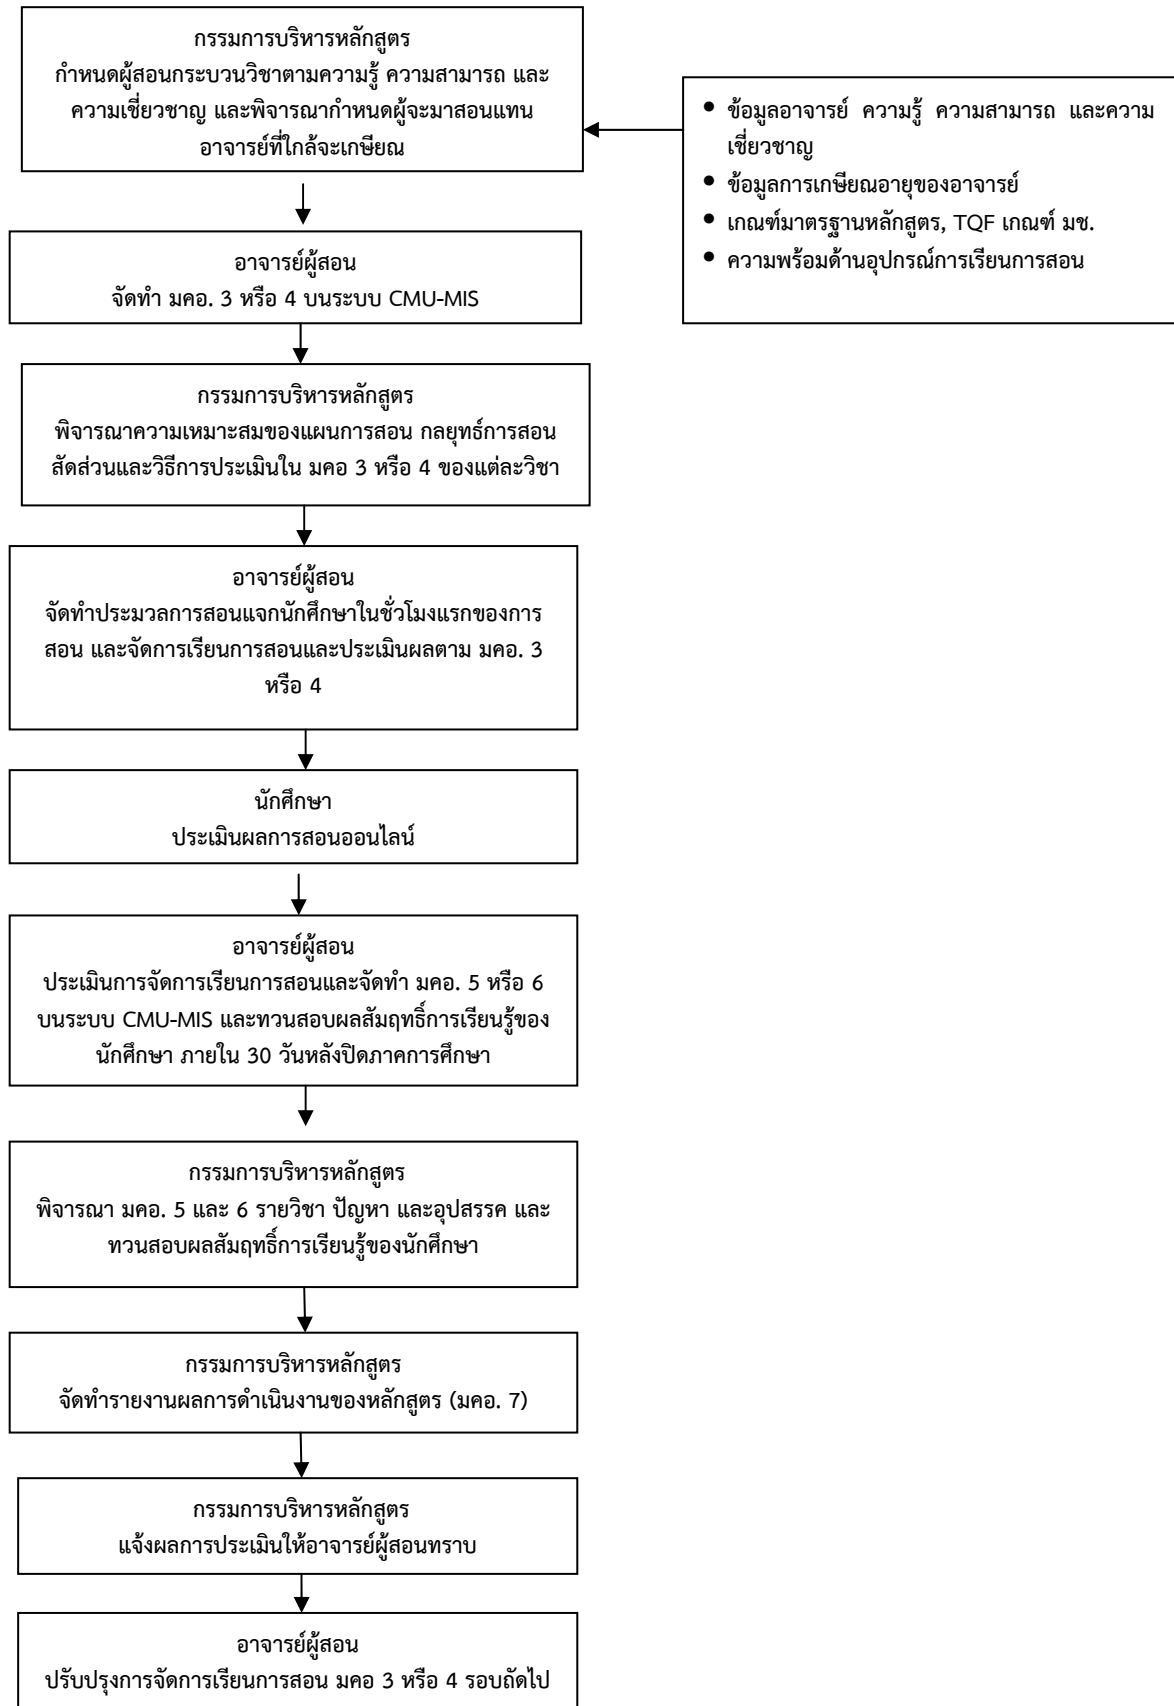 กรรมการบริหารหลักสูตร
กำหนดผู้สอนกระบวนวิชาตามความรู้ ความสามารถ และ
ความเชี่ยวชาญ และพิจารณากำหนดผู้จะมาสอนแทน
อาจารย์ที่ใกล้จะเกษียณ
• ข้อมูลอาจารย์ ความรู้ ความสามารถ และความ
เชี่ยวชาญ
• ข้อมูลการเกษียณอายุของอาจารย์
• เกณฑ์มาตรฐานหลักสูตร, TQF เกณฑ์ มช.
• ความพร้อมด้านอุปกรณ์การเรียนการสอน
อาจารย์ผู้สอน
จัดทำ มคอ. 3 หรือ 4 บนระบบ CMU-MIS
กรรมการบริหารหลักสูตร
พิจารณาความเหมาะสมของแผนการสอน กลยุทธ์การสอน
สัดส่วนและวิธีการประเมินใน มคอ 3 หรือ 4 ของแต่ละวิชา
อาจารย์ผู้สอน
จัดทำประมวลการสอนแจกนักศึกษาในชั่วโมงแรกของการ
สอน และจัดการเรียนการสอนและประเมินผลตาม มคอ. 3
หรือ 4
นักศึกษา
ประเมินผลการสอนออนไลน์
อาจารย์ผู้สอน
ประเมินการจัดการเรียนการสอนและจัดทำ มคอ. 5 หรือ 6
บนระบบ CMU-MIS และทวนสอบผลสัมฤทธิ์การเรียนรู้ของ
นักศึกษา ภายใน 30 วันหลังปิดภาคการศึกษา
กรรมการบริหารหลักสูตร
พิจารณา มคอ. 5 และ 6 รายวิชา ปัญหา และอุปสรรค และ
ทวนสอบผลสัมฤทธิ์การเรียนรู้ของนักศึกษา
กรรมการบริหารหลักสูตร
จัดทำรายงานผลการดำเนินงานของหลักสูตร (มคอ. 7)
กรรมการบริหารหลักสูตร
แจ้งผลการประเมินให้อาจารย์ผู้สอนทราบ
อาจารย์ผู้สอน
ปรับปรุงการจัดการเรียนการสอน มคอ 3 หรือ 4 รอบถัดไป